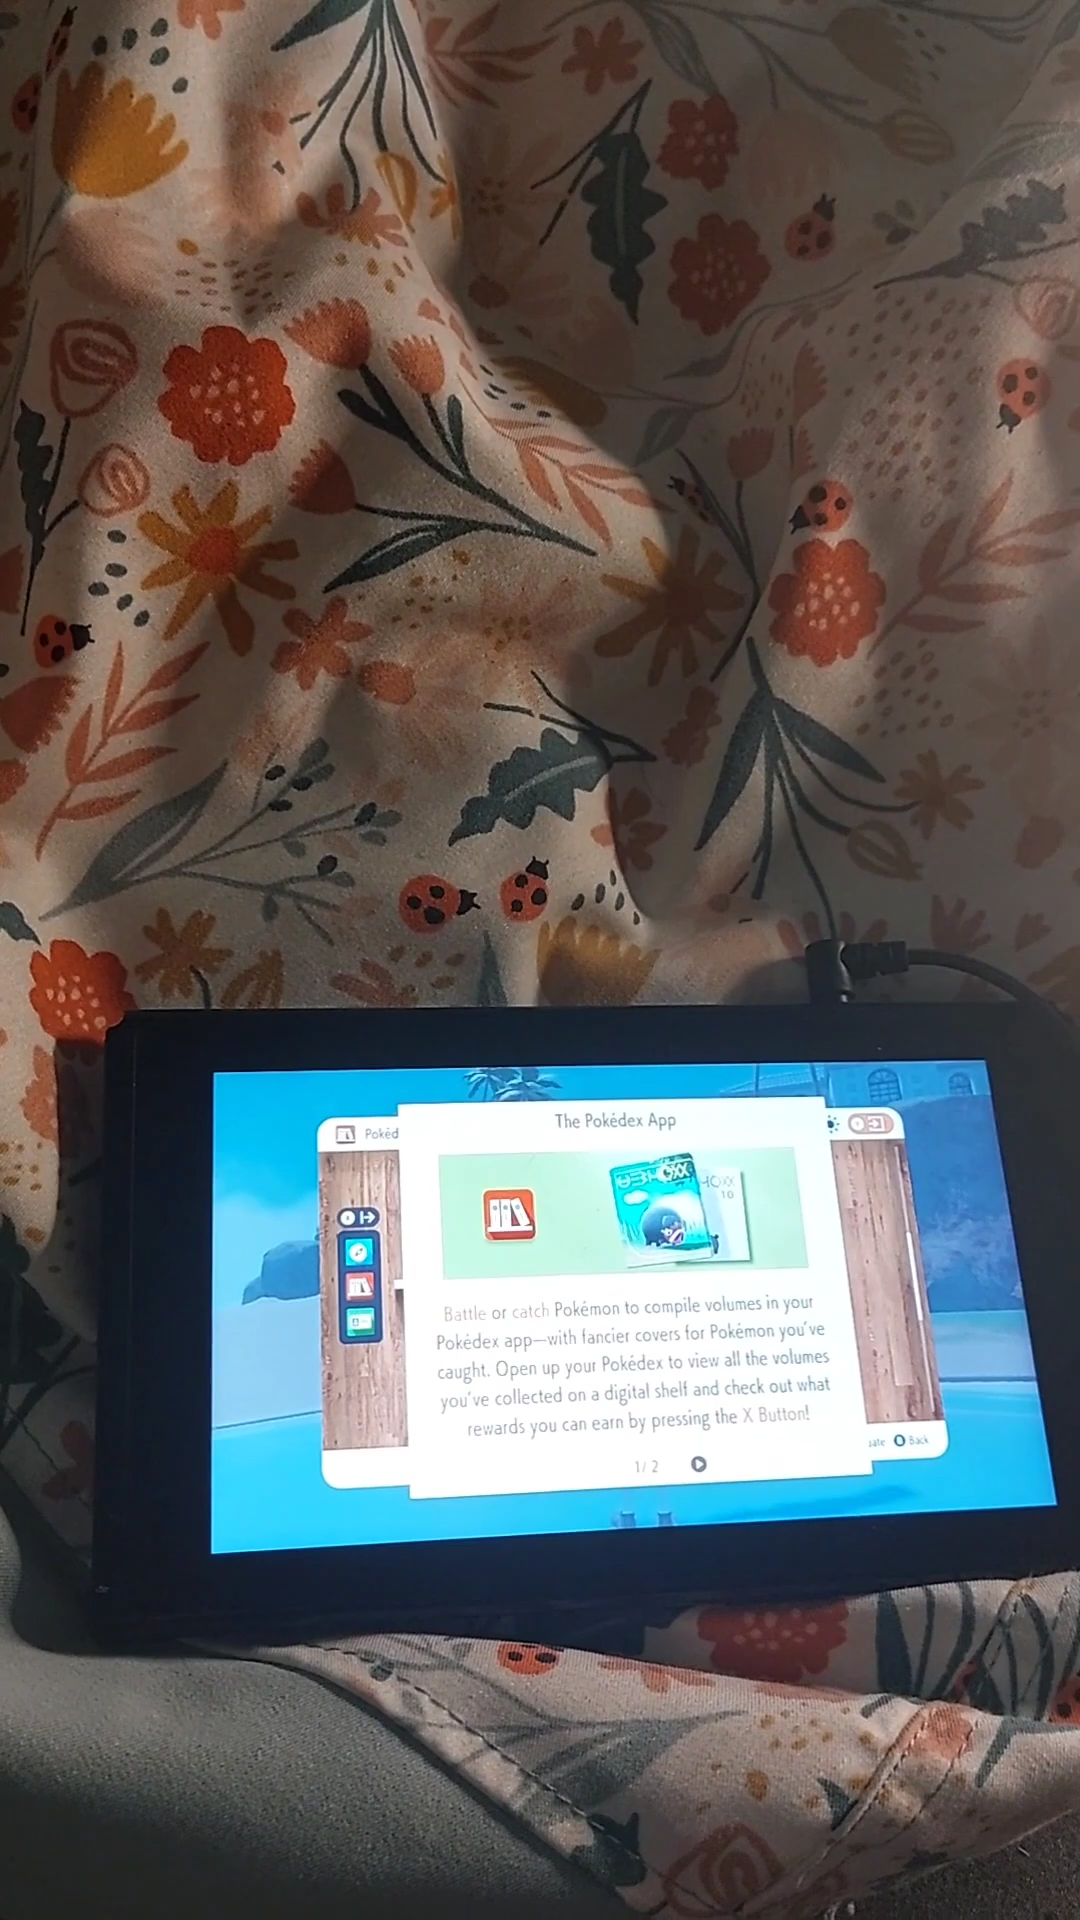 The Pokédex App
Pokéd
10
Battle or catch Pokémon to compile volumes in your
Pokédex app—with fancier covers for Pokémon you've
caught. Open up your Pokédex to view all the volumes
you've collected on a digital shelf and check out what
rewards you can earn by pressing the X Button!
1/ 2
B Back